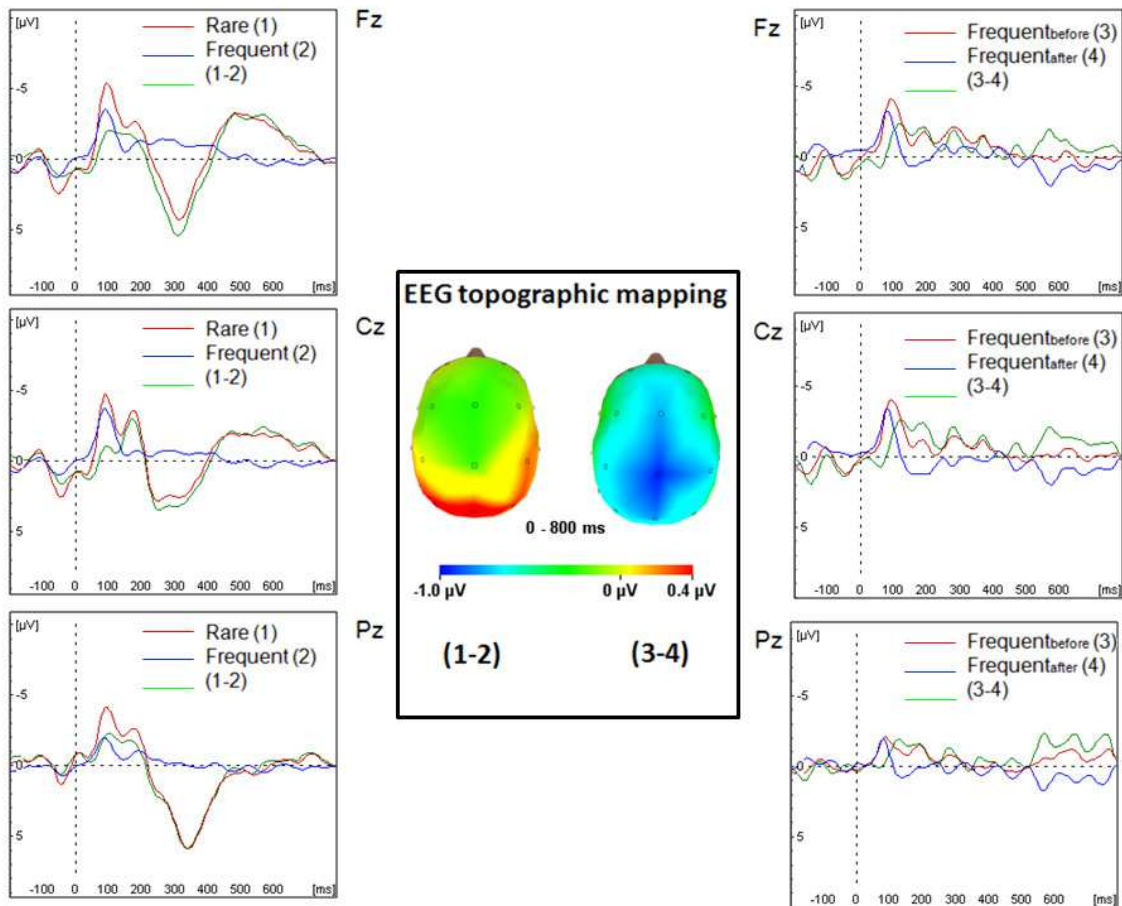 [µV]
Rare (1)
Frequent (2)
(1-2)
-5
0
5
-100 0 100 200 300 400 500 600 [ms]
Fz
Fz
[µV]
Frequentbefore (3)
Frequentafter (4)
(3-4)
-5
0
5
-100 0 100 200 300 400 500 600 [ms]
[µV]
Rare (1)
Frequent (2)
(1-2)
-5
0
5
-100 0 100 200 300 400 500 600 [ms]
Cz
EEG topographic mapping
0 - 800 ms
-1.0 µV 0 µV 0.4 µV
(1-2) (3-4)
Cz
[µV]
Frequentbefore (3)
Frequentafter (4)
(3-4)
-5
0
5
-100 0 100 200 300 400 500 600 [ms]
[µV]
Rare (1)
Frequent (2)
(1-2)
-5
0
5
-100 0 100 200 300 400 500 600 [ms]
Pz
Pz
[µV]
Frequentbefore (3)
Frequentafter (4)
(3-4)
-5
0
5
-100 0 100 200 300 400 500 600 [ms]